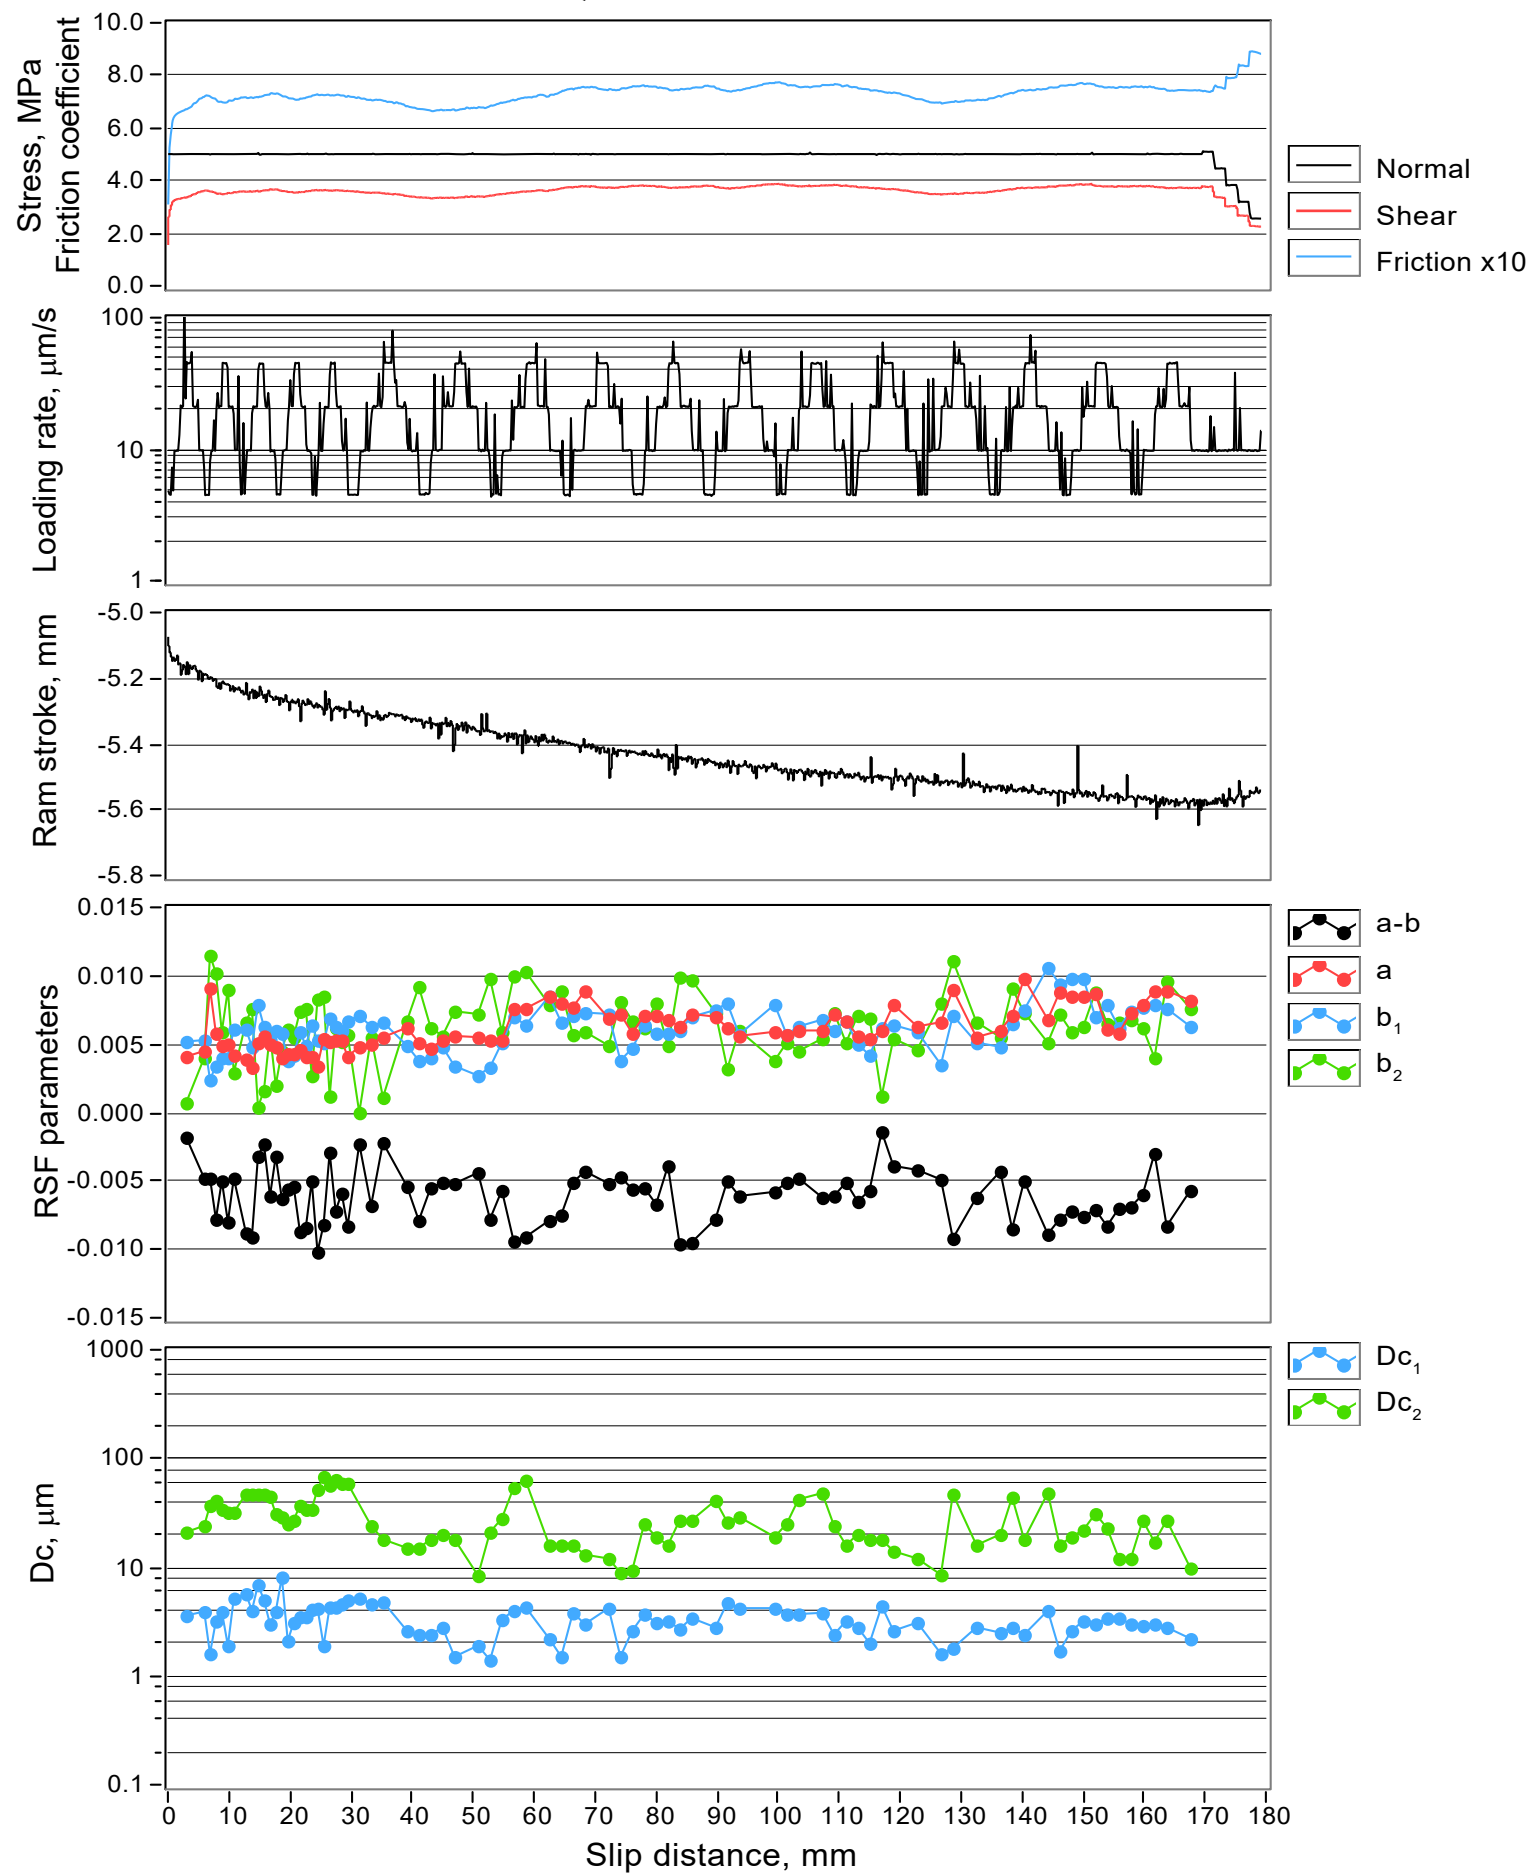 10.0
8.0
6.0
4.0
2.0
0.0
Stress, MPa
Friction coefficient
Normal
Shear
Friction x10
100
10
1
Loading rate, μm/s
-5.0
-5.2
-5.4
-5.6
-5.8
Ram stroke, mm
0.015
0.010
0.005
0.000
-0.005
-0.010
-0.015
RSF parameters
a-b
a
b₁
b₂
1000
100
10
1
0.1
Dc, μm
Dc₁
Dc₂
0 10 20 30 40 50 60 70 80 90 100 110 120 130 140 150 160 170 180
Slip distance, mm